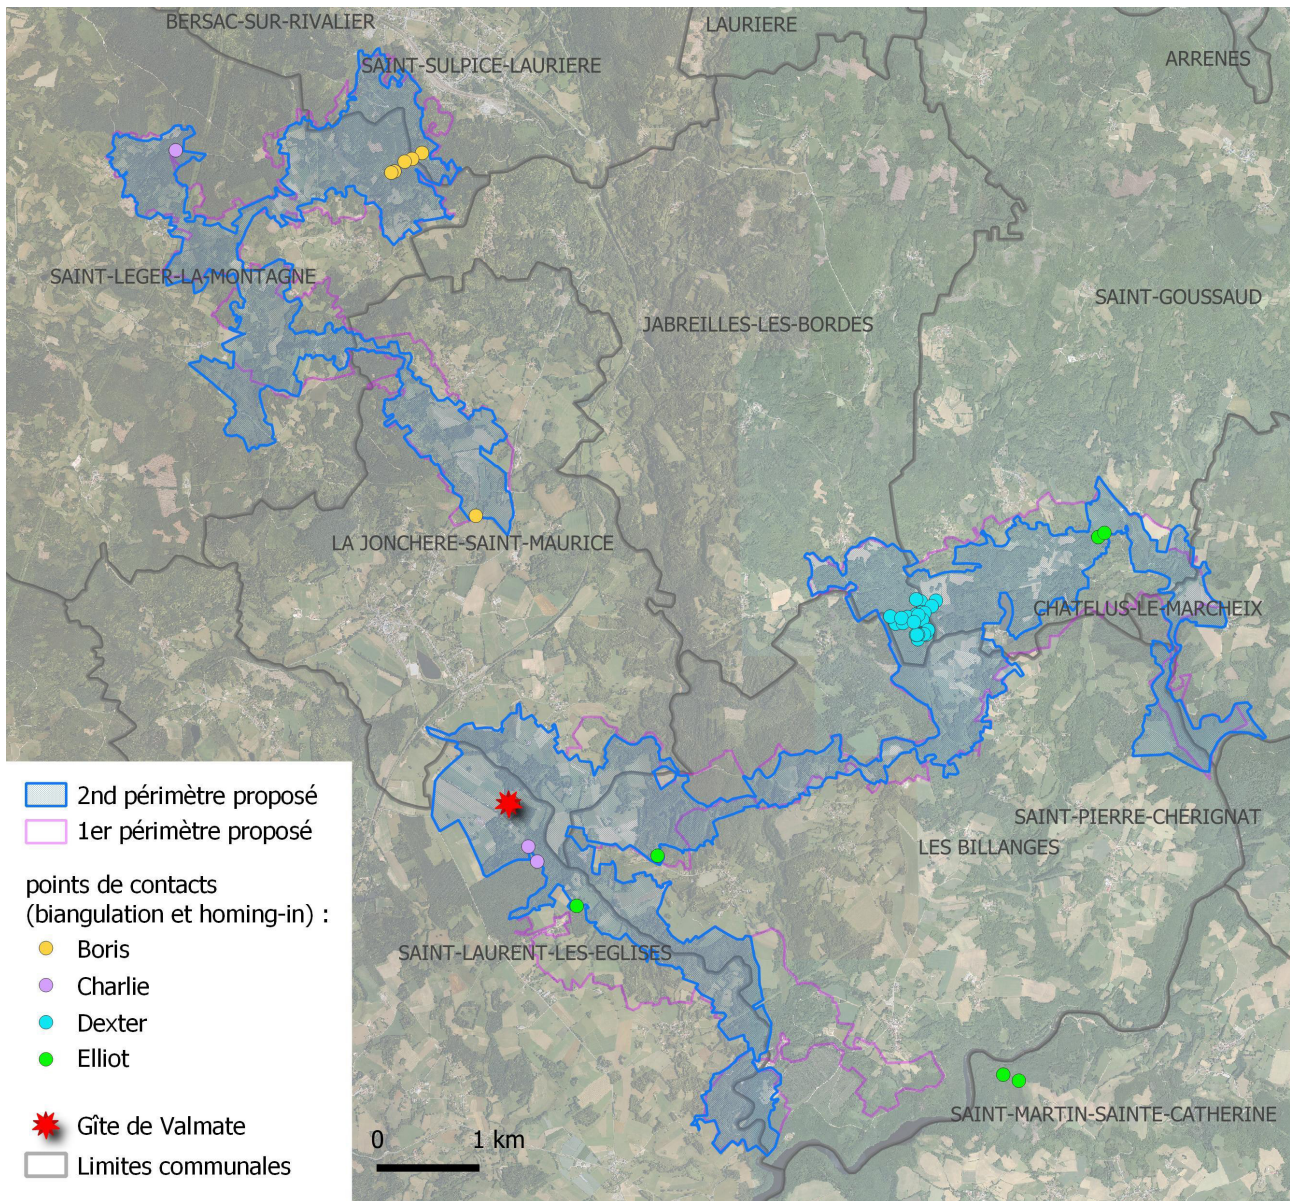 BERSAC-SUR-RIVALIER
LAURIERE
SAINT-SULPICE-LAURIERE
ARRENES
SAINT-LEGER-LA-MONTAGNE
SAINT-GOUSSAUD
JABREILLES-LES-BORDES
LA JONCHERE-SAINT-MAURICE
CHATELUS-LE-MARCHEIX
SAINT-PIERRE-CHERIGNAT
LES BILLANGES
SAINT-LAURENT-LES-EGLISES
SAINT-MARTIN-SAINTE-CATHERINE
2nd périmètre proposé
1er périmètre proposé
points de contacts
(biangulation et homing-in) :
Boris
Charlie
Dexter
Elliot
Gîte de Valmate
Limites communales
0 1 km